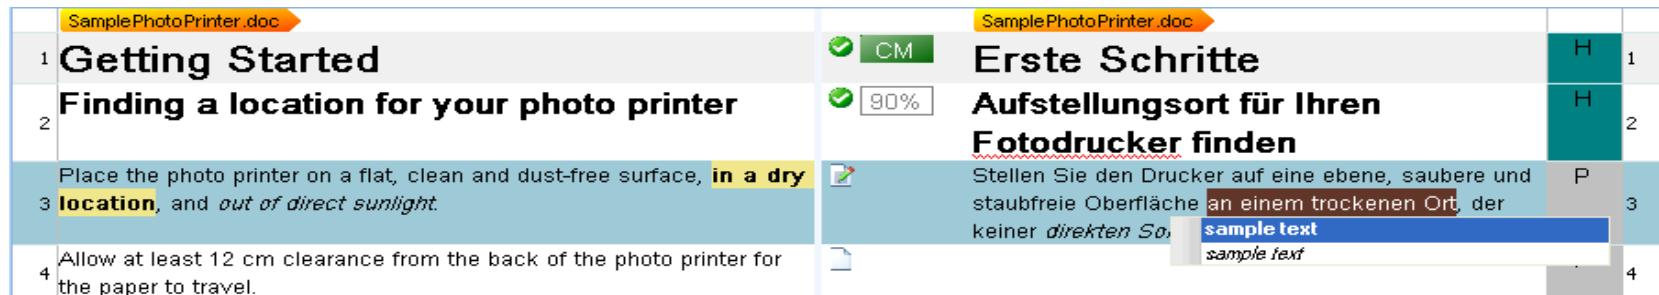 SamplePhotoPrinter.doc SamplePhotoPrinter.doc
1 Getting Started CM Erste Schritte H 1
2 Finding a location for your photo printer 90% Aufstellungsort für Ihren H 2
Fotodrucker finden
Place the photo printer on a flat, clean and dust-free surface, in a dry Stellen Sie den Drucker auf eine ebene, saubere und P
3 location, and out of direct sunlight. staubfreie Oberfläche an einem trockenen Ort, der 3
keiner direkten sample text
sample text
4 Allow at least 12 cm clearance from the back of the photo printer for 4
the paper to travel.